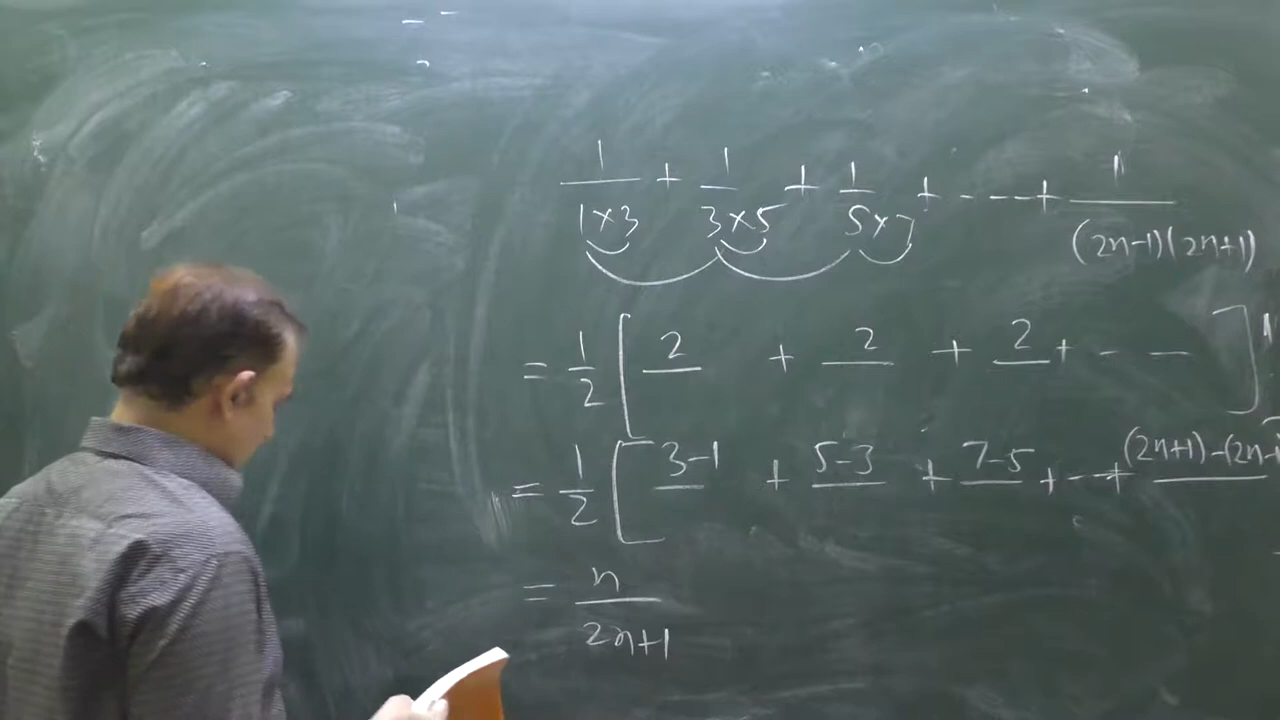 1/(1×3) + 1/(3×5) + 1/(5×7) + - - - + 1/((2n-1)(2n+1))
= 1/2 [ 2/ + 2/ + 2/ + - - ]
= 1/2 [ 3-1/ + 5-3/ + 7-5/ + - - + (2n+1)-(2n-
= n/(2n+1)